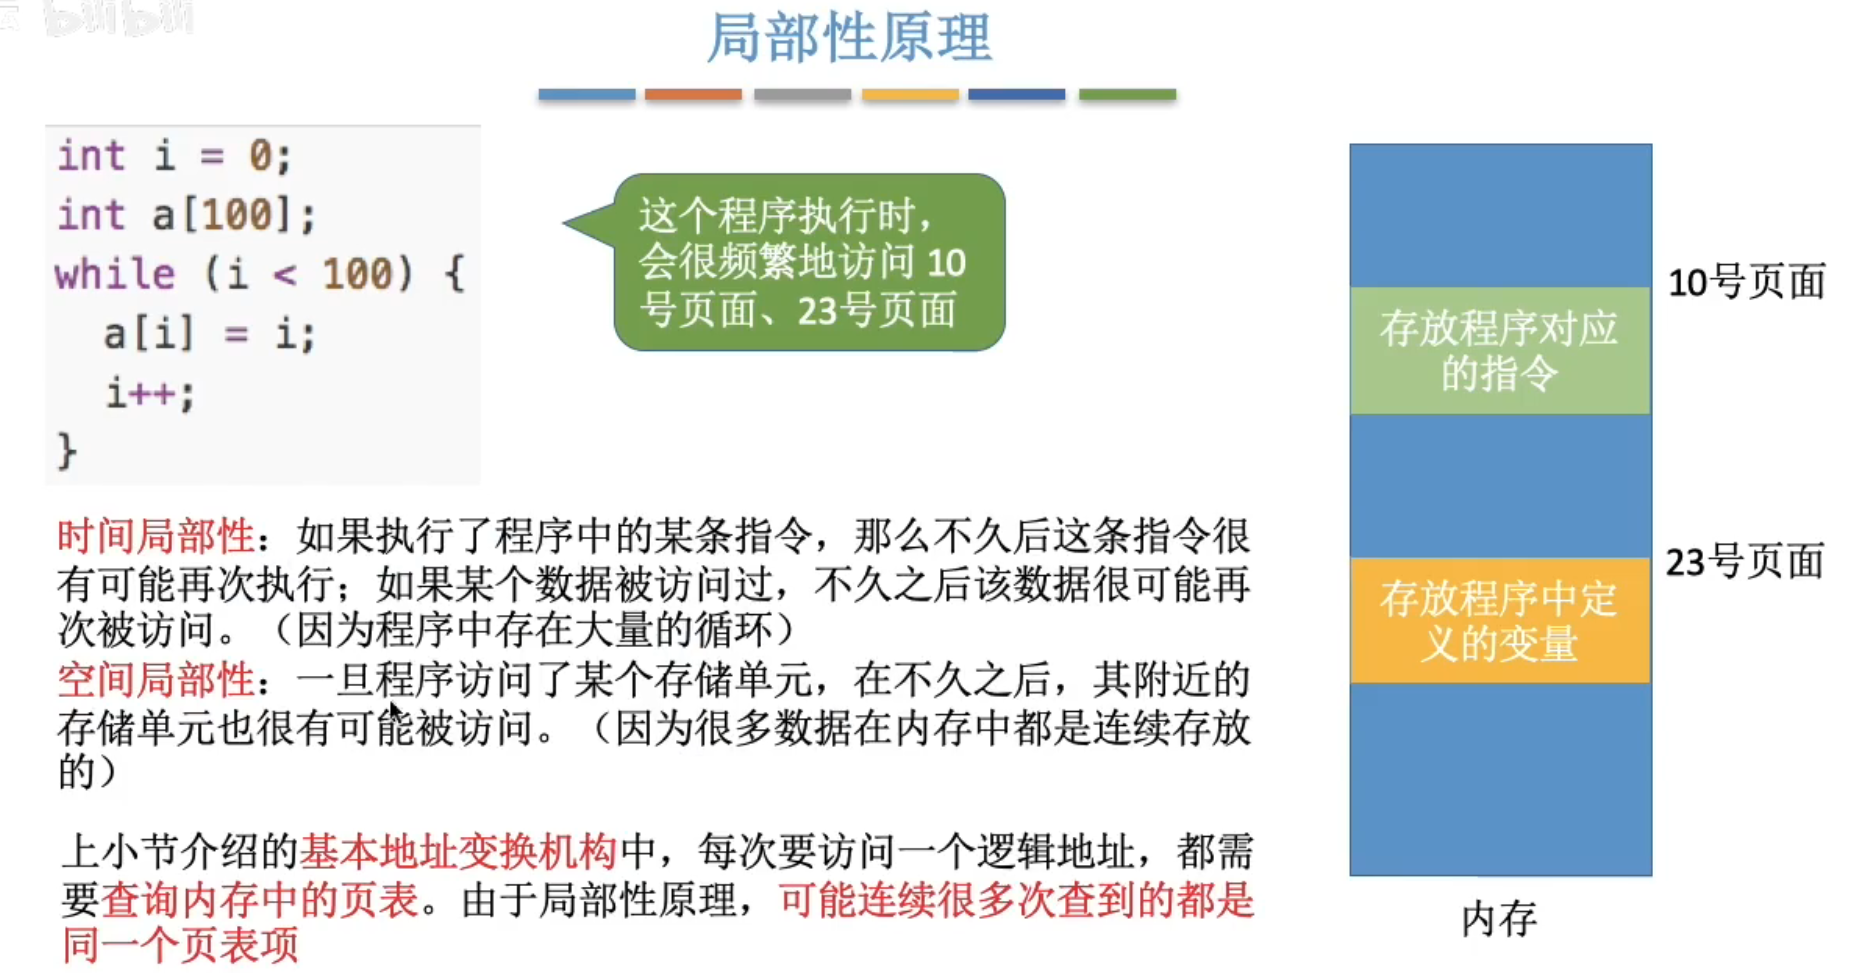 bilibili
局部性原理
int i = 0;
int a[100];
while (i < 100) {
a[i] = i;
i++;
}
这个程序执行时，
会很频繁地访问 10
号页面、23号页面
时间局部性：如果执行了程序中的某条指令，那么不久后这条指令很
有可能再次执行；如果某个数据被访问过，不久之后该数据很可能再
次被访问。（因为程序中存在大量的循环）
空间局部性：一旦程序访问了某个存储单元，在不久之后，其附近的
存储单元也很有可能被访问。（因为很多数据在内存中都是连续存放
的）
上小节介绍的基本地址变换机构中，每次要访问一个逻辑地址，都需
要查询内存中的页表。由于局部性原理，可能连续很多次查到的都是
同一个页表项
10号页面
存放程序对应
的指令
23号页面
存放程序中定
义的变量
内存